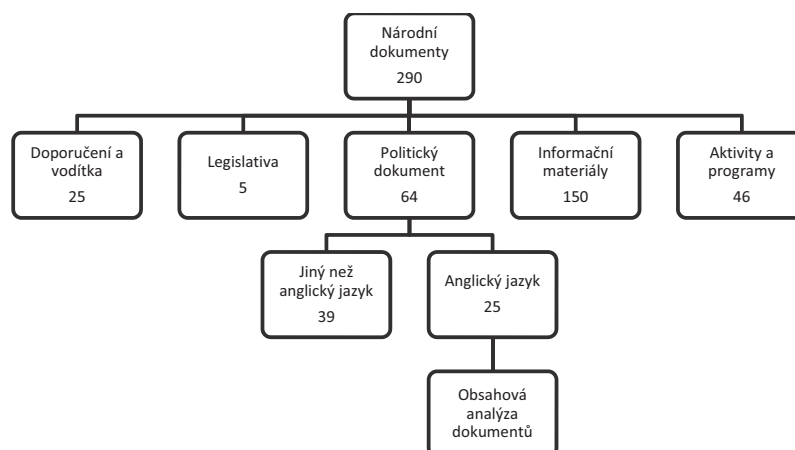 Národní
dokumenty
290
Doporučení a
vodítka
25
Legislativa
5
Politický
dokument
64
Informační
materiály
150
Aktivity a
programy
46
Jiný než
anglický jazyk
39
Anglický jazyk
25
Obsahová
analýza
dokumentů